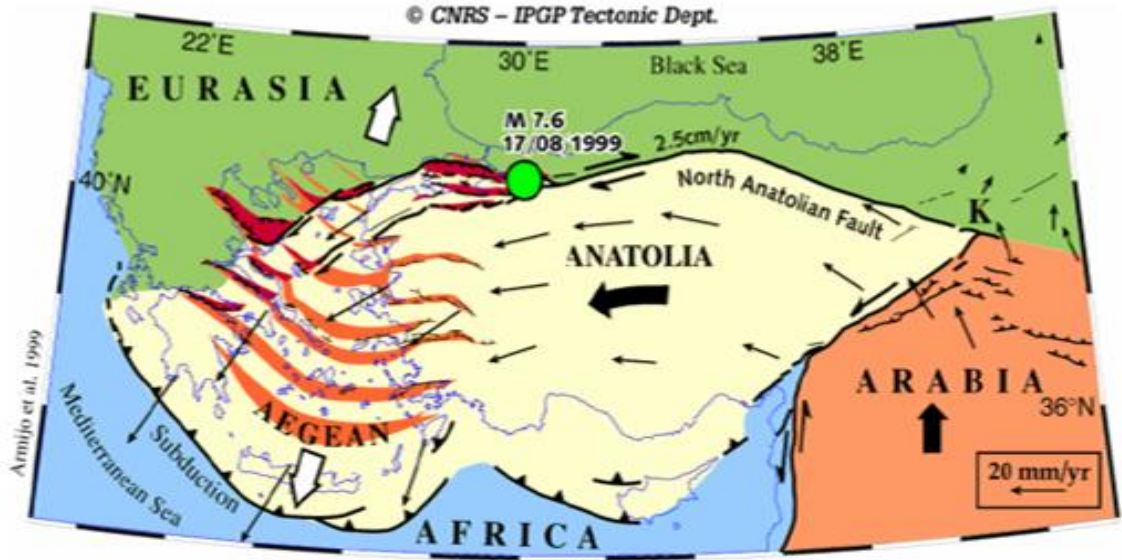 © CNRS – IPGP Tectonic Dept.
22°E
30°E
38°E
Black Sea
EURASIA
M 7.6
17/08 1999
2.5cm/yr
40°N
North Anatolian Fault
K
ANATOLIA
ARABIA
36°N
AEGEAN
Mediterranean Sea
Subduction
AFRICA
20 mm/yr
Armijo et al. 1999